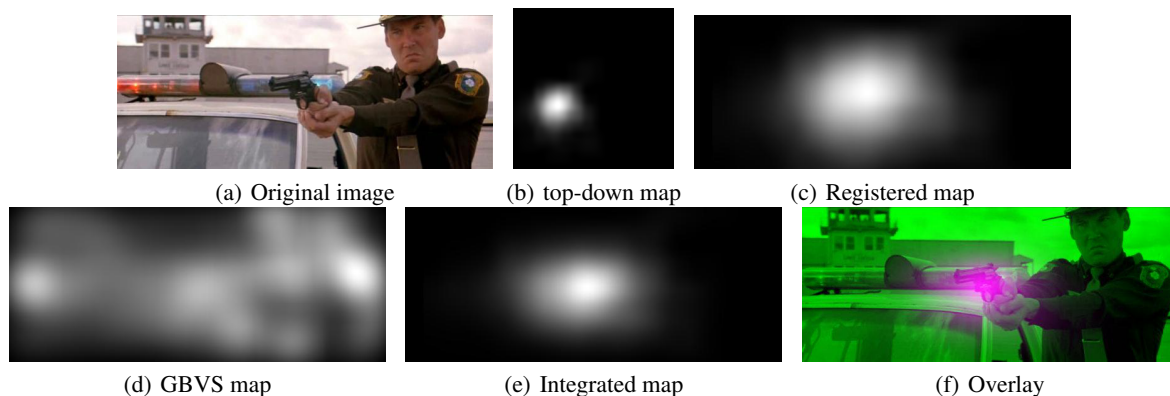 (a) Original image
(b) top-down map
(c) Registered map
(d) GBVS map
(e) Integrated map
(f) Overlay